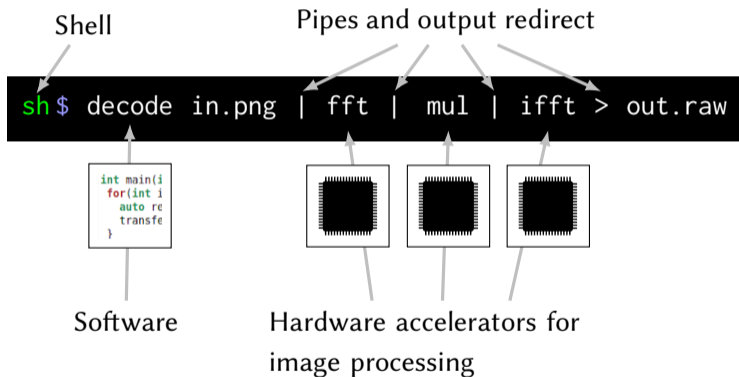 Shell
Pipes and output redirect
sh$ decode in.png | fft | mul | ifft > out.raw
int main(i
for(int i
auto re
transfe
}
Software
Hardware accelerators for
image processing